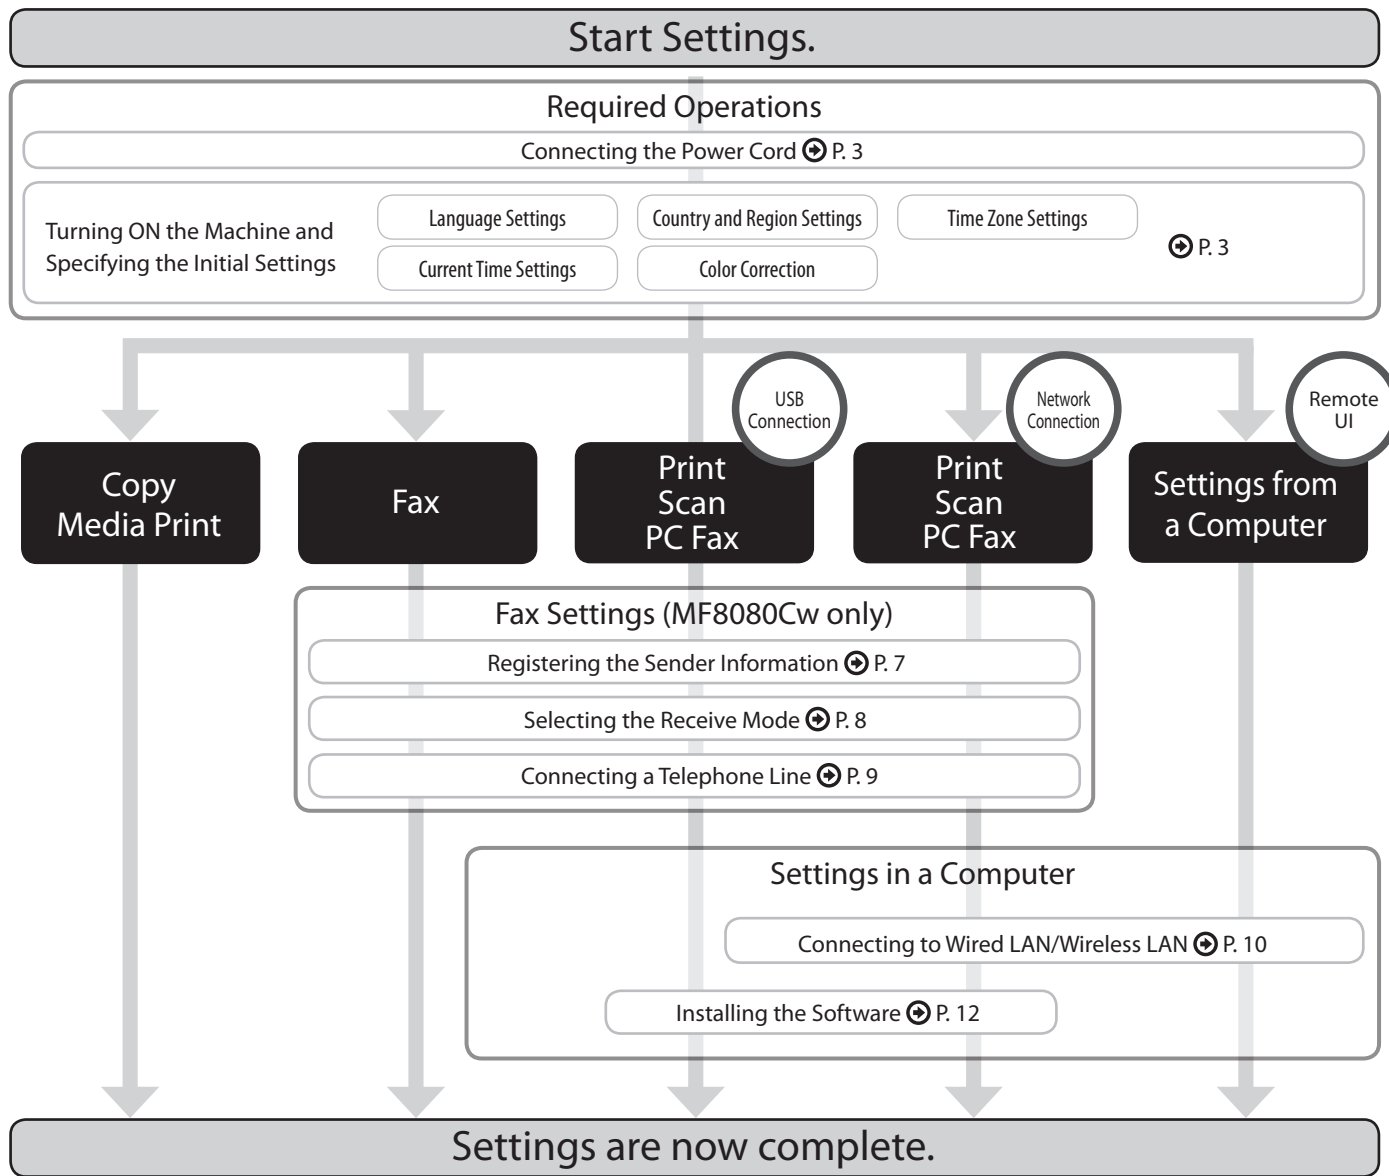 Start Settings.
Required Operations
Connecting the Power Cord P. 3
Turning ON the Machine and
Specifying the Initial Settings
Language Settings
Country and Region Settings
Time Zone Settings
Current Time Settings
Color Correction
P. 3
Copy
Media Print
Fax
USB
Connection
Print
Scan
PC Fax
Network
Connection
Print
Scan
PC Fax
Remote
UI
Settings from
a Computer
Fax Settings (MF8080Cw only)
Registering the Sender Information P. 7
Selecting the Receive Mode P. 8
Connecting a Telephone Line P. 9
Settings in a Computer
Connecting to Wired LAN/Wireless LAN P. 10
Installing the Software P. 12
Settings are now complete.